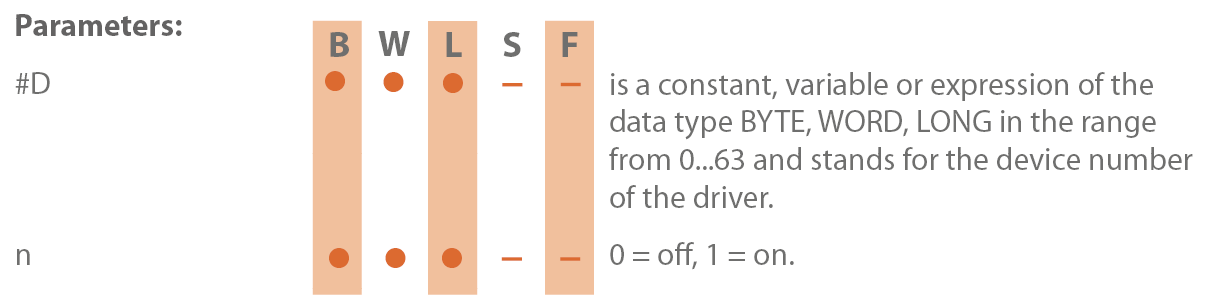 Parameters:
B W L S F
#D ● ● ● – – is a constant, variable or expression of the
data type BYTE, WORD, LONG in the range
from 0...63 and stands for the device number
of the driver.
n ● ● ● – – 0 = off, 1 = on.